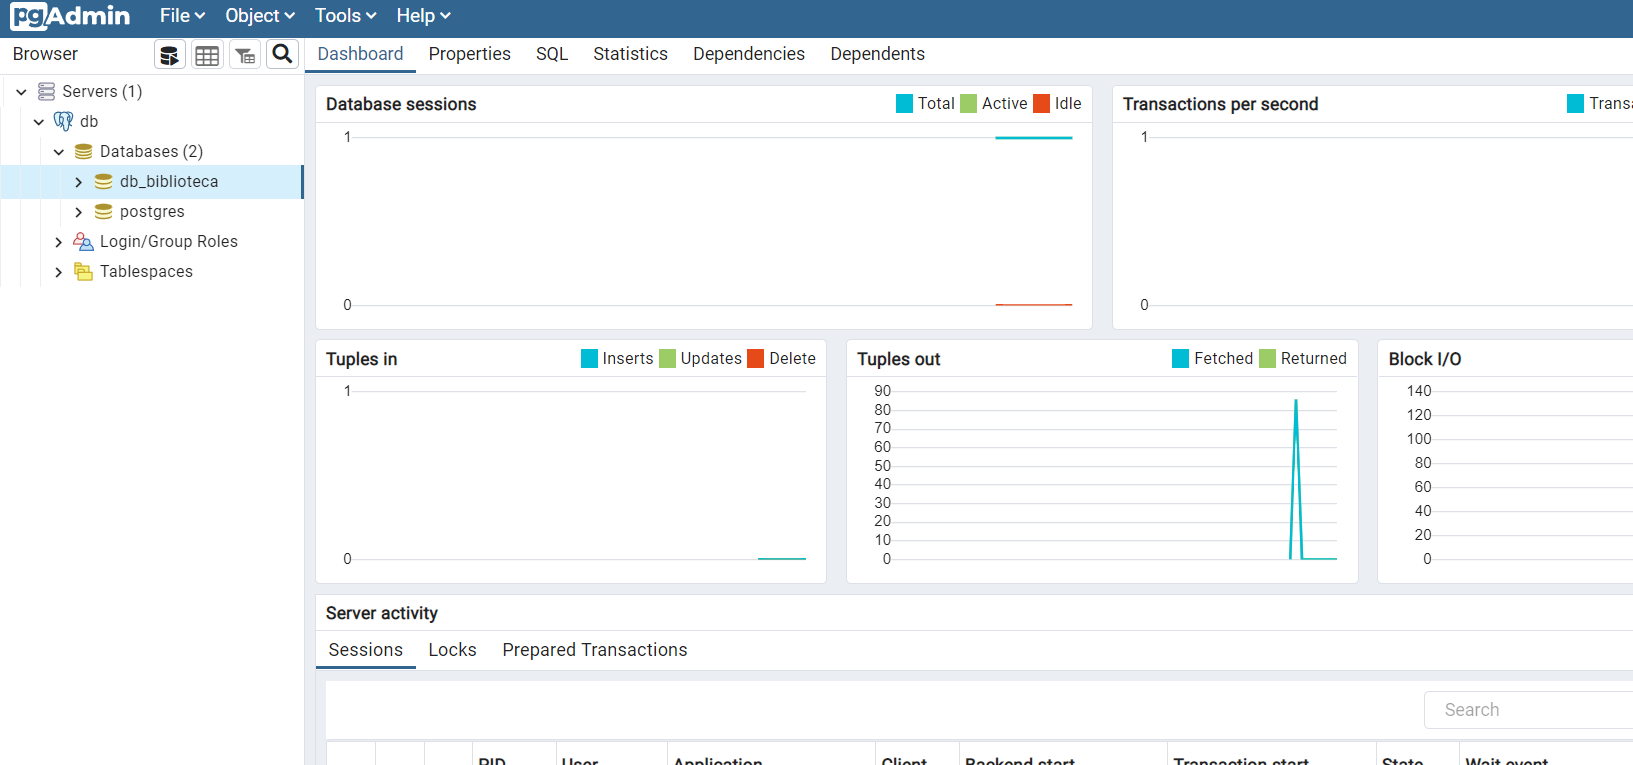 pgAdmin File Object Tools Help
Browser
Dashboard Properties SQL Statistics Dependencies Dependents
Servers (1)
db
Databases (2)
db_biblioteca
postgres
Login/Group Roles
Tablespaces
Database sessions Total Active Idle
1
0
Transactions per second
1
0
Tuples in Inserts Updates Delete
1
0
Tuples out Fetched Returned
90
80
70
60
50
40
30
20
10
0
Block I/O
140
120
100
80
60
40
20
0
Server activity
Sessions Locks Prepared Transactions
Search
PID User Application Client Backend start Transaction start State Wait event